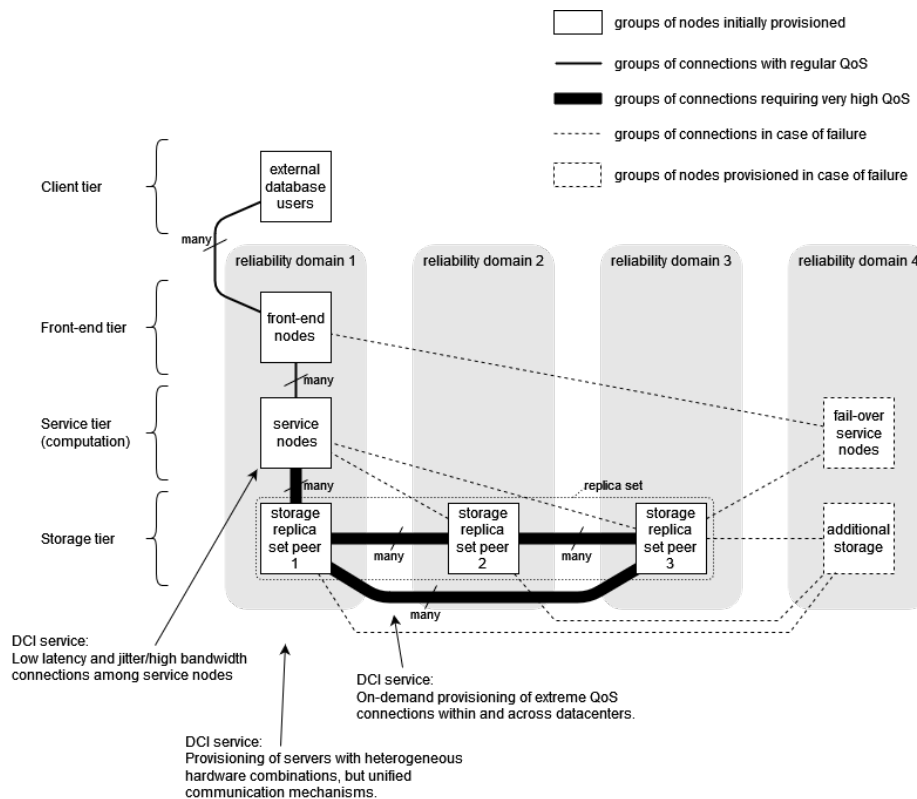 groups of nodes initially provisioned
groups of connections with regular QoS
groups of connections requiring very high QoS
groups of connections in case of failure
groups of nodes provisioned in case of failure
Client tier
external
database
users
many
reliability domain 1
reliability domain 2
reliability domain 3
reliability domain 4
Front-end tier
front-end
nodes
many
Service tier
(computation)
service
nodes
fail-over
service
nodes
many
replica set
Storage tier
storage
replica
set peer
1
many
storage
replica
set peer
2
many
storage
replica
set peer
3
additional
storage
many
DCI service:
Low latency and jitter/high bandwidth
connections among service nodes
DCI service:
On-demand provisioning of extreme QoS
connections within and across datacenters.
DCI service:
Provisioning of servers with heterogeneous
hardware combinations, but unified
communication mechanisms.